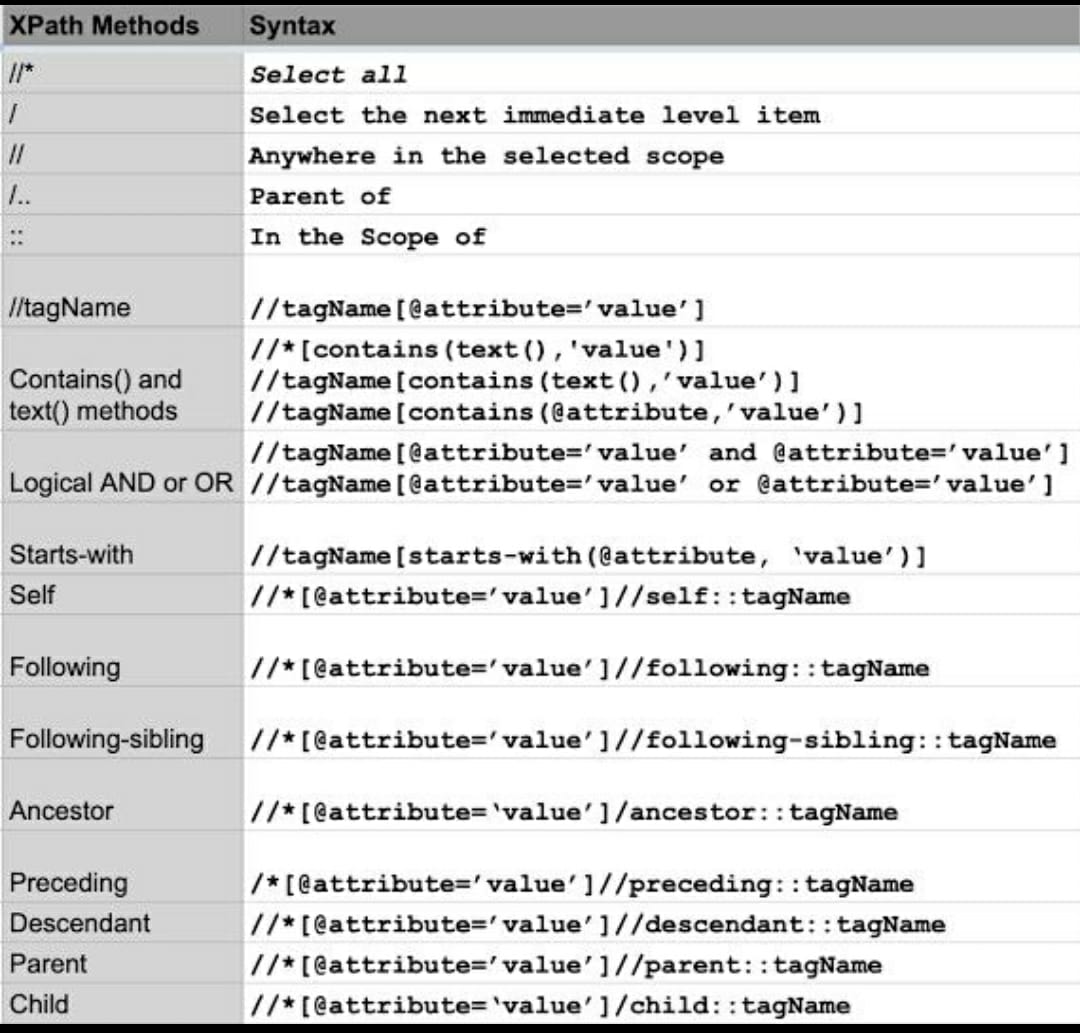 XPath Methods Syntax
//* Select all
/ Select the next immediate level item
// Anywhere in the selected scope
/.. Parent of
:: In the Scope of
//tagName //tagName[@attribute=’value’]
//*[contains(text(),'value')]
Contains() and //tagName[contains(text(),’value’)]
text() methods //tagName[contains(@attribute,’value’)]
//tagName[@attribute=’value’ and @attribute=’value’]
Logical AND or OR //tagName[@attribute=’value’ or @attribute=’value’]
Starts-with //tagName[starts-with(@attribute, ‘value’)]
Self //*[@attribute=’value’]//self::tagName
Following //*[@attribute=’value’]//following::tagName
Following-sibling //*[@attribute=’value’]//following-sibling::tagName
Ancestor //*[@attribute=‘value’]/ancestor::tagName
Preceding /*[@attribute=’value’]//preceding::tagName
Descendant //*[@attribute=’value’]//descendant::tagName
Parent //*[@attribute=’value’]//parent::tagName
Child //*[@attribute=‘value’]/child::tagName